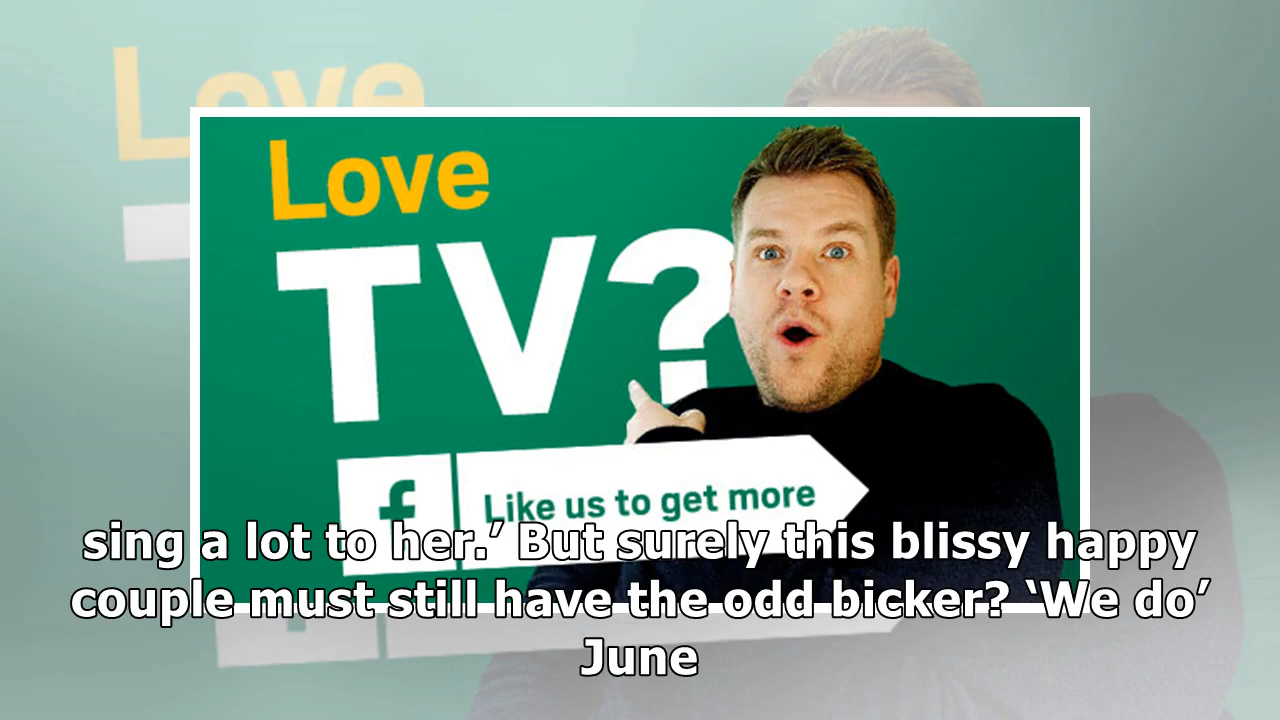 Love
Love
TV?
f
Like us to get more
sing a lot to her.’ But surely this blissy happy
couple must still have the odd bicker? ‘We do’
June